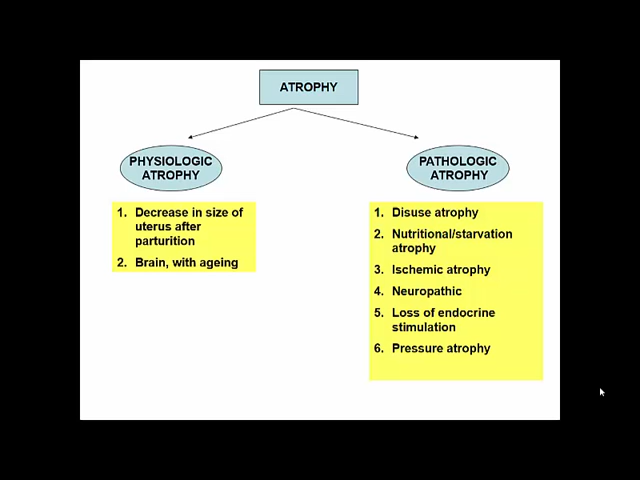 ATROPHY
PHYSIOLOGIC
ATROPHY
1. Decrease in size of
uterus after
parturition
2. Brain, with ageing
PATHOLOGIC
ATROPHY
1. Disuse atrophy
2. Nutritional/starvation
atrophy
3. Ischemic atrophy
4. Neuropathic
5. Loss of endocrine
stimulation
6. Pressure atrophy